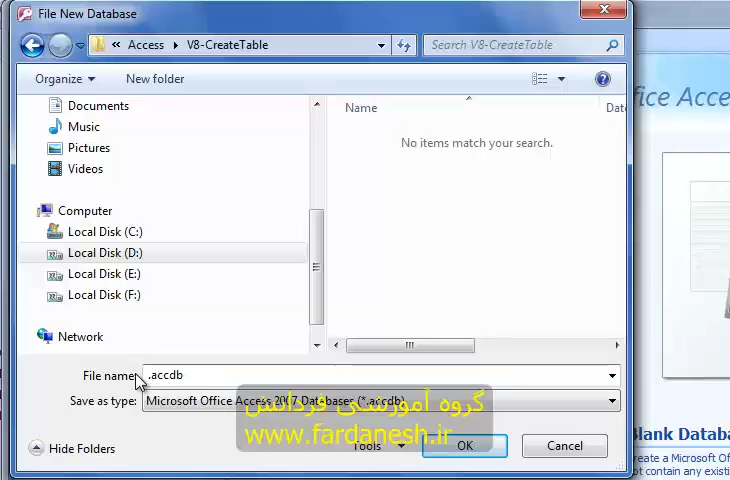 File New Database
Access V8-CreateTable
Search V8-CreateTable
Organize
New folder
Documents
Music
Pictures
Videos
Computer
Local Disk (C:)
Local Disk (D:)
Local Disk (E:)
Local Disk (F:)
Network
Name
Date
No items match your search.
File name:
.accdb
Save as type:
Microsoft Office Access 2007 Databases (*.accdb)
گروه آموزشی فردانش
www.fardanesh.ir
Hide Folders
Tools
OK
Cancel
fice Acces
Blank Databa
reate a Microsoft Of
ot contain any existi